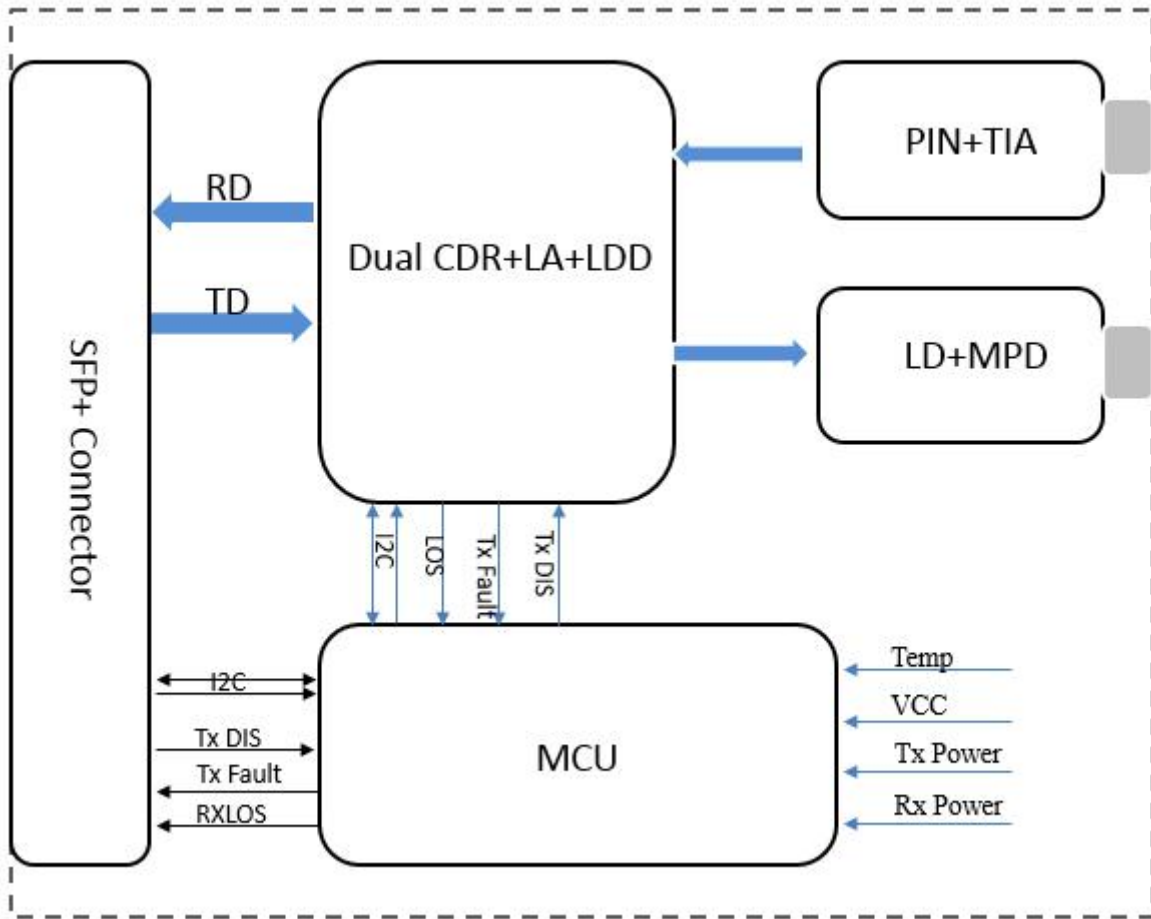 PIN+TIA
RD
Dual CDR+LA+LDD
TD
LD+MPD
SFP+ Connector
I2C
LOS
Tx Fault
Tx DIS
Temp
I2C
VCC
Tx DIS
MCU
Tx Power
Tx Fault
Rx Power
RXLOS